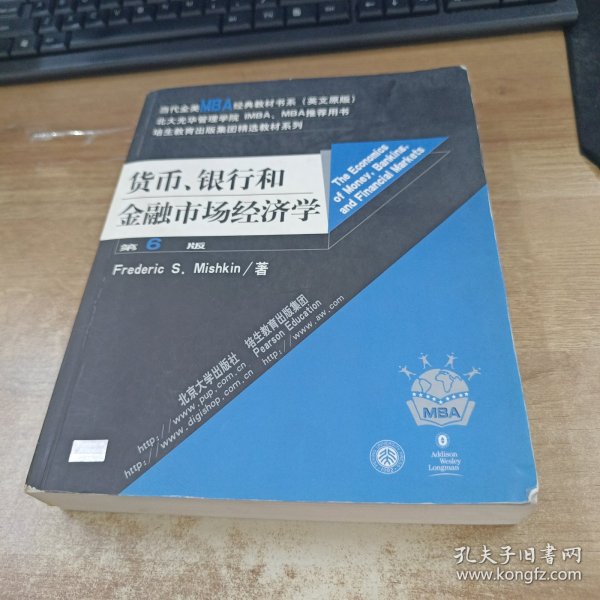 当代全美MBA经典教材书系（英文原版）
北大光华管理学院 IMBA、MBA推荐用书
培生教育出版集团精选教材系列
货币、银行和
金融市场经济学
The Economics
of Money, Banking,
and Financial Markets
第 6 版
Frederic S. Mishkin/著
北京大学出版社
http://www.pup.com.cn
http://www.digishop.com.cn
培生教育出版集团
Pearson Education
http://www.aw.com
MBA
Addison
Wesley
Longman
孔夫子旧书网
www.kongfz.com